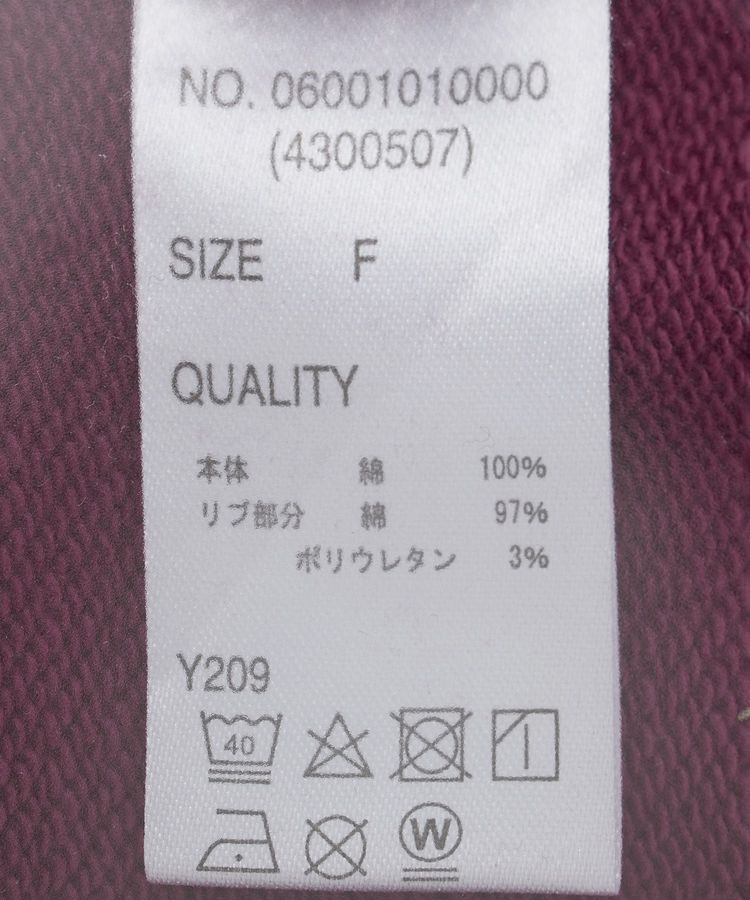 NO. 06001010000
(4300507)
SIZE F
QUALITY
本体 綿 100%
リブ部分 綿 97%
ポリウレタン 3%
Y209
40
W